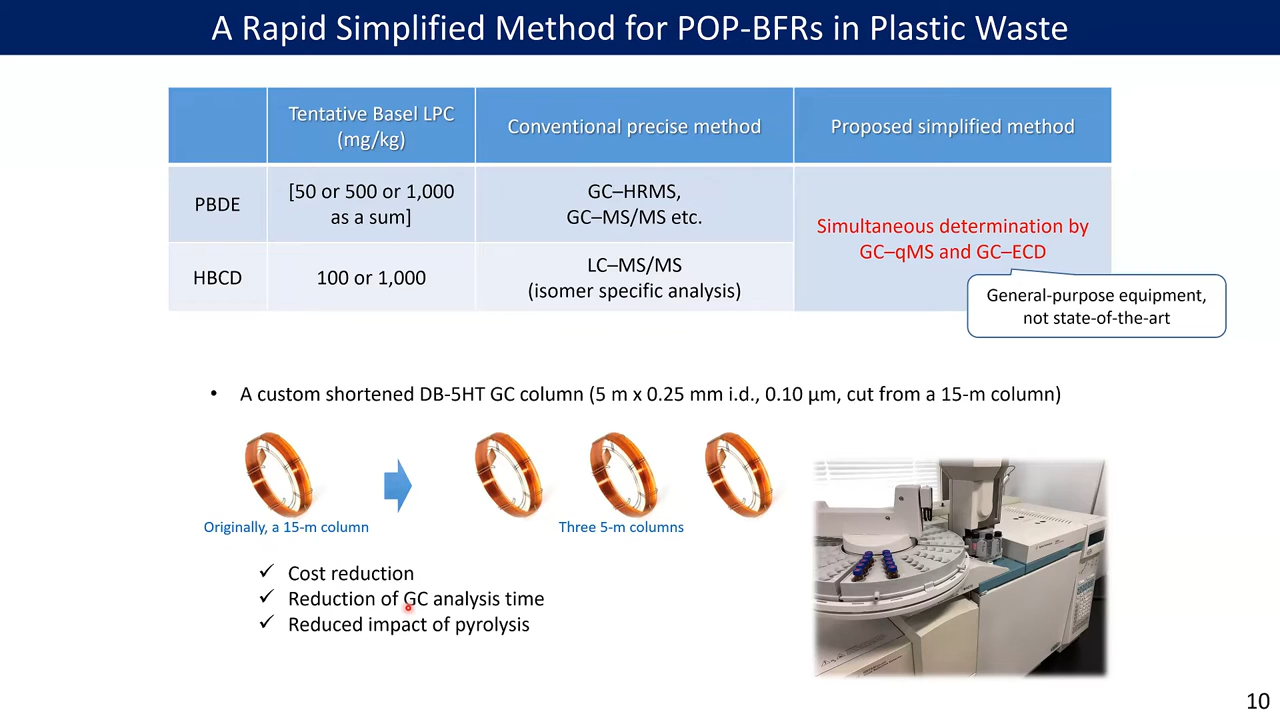 A Rapid Simplified Method for POP-BFRs in Plastic Waste
Tentative Basel LPC
(mg/kg)
Conventional precise method
Proposed simplified method
PBDE
[50 or 500 or 1,000
as a sum]
GC–HRMS,
GC–MS/MS etc.
Simultaneous determination by
GC–qMS and GC–ECD
HBCD
100 or 1,000
LC–MS/MS
(isomer specific analysis)
General-purpose equipment,
not state-of-the-art
• A custom shortened DB-5HT GC column (5 m x 0.25 mm i.d., 0.10 μm, cut from a 15-m column)
Originally, a 15-m column
Three 5-m columns
✓ Cost reduction
✓ Reduction of GC analysis time
✓ Reduced impact of pyrolysis
10